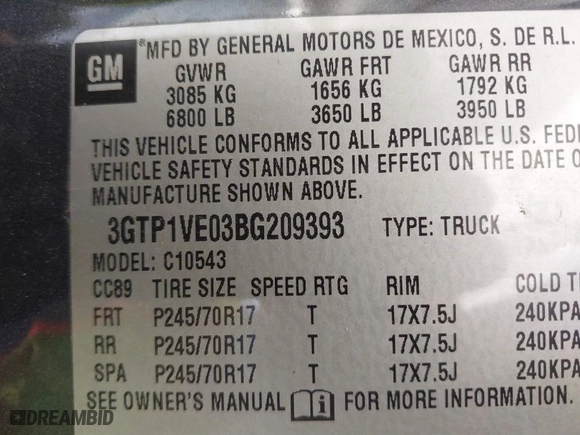 GM
*MFD BY GENERAL MOTORS DE MEXICO, S. DE R.L.
GVWR GAWR FRT GAWR RR
3085 KG 1656 KG 1792 KG
6800 LB 3650 LB 3950 LB
THIS VEHICLE CONFORMS TO ALL APPLICABLE U.S.
VEHICLE SAFETY STANDARDS IN EFFECT ON THE DATE O
MANUFACTURE SHOWN ABOVE.
3GTP1VE03BG209393 TYPE: TRUCK
MODEL: C10543
CC89 TIRE SIZE SPEED RTG RIM COLD
FRT P245/70R17 T 17X7.5J 240KPA
RR P245/70R17 T 17X7.5J 240KPA
SPA P245/70R17 T 17X7.5J 240KPA
SEE OWNER'S MANUAL i FOR MORE INFORMATION.
DREAMBID